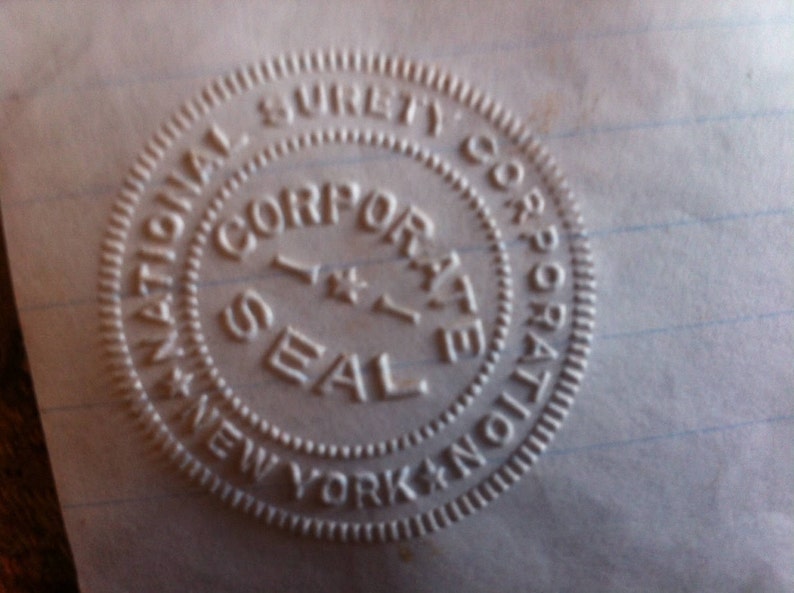 NATIONAL SURETY CORPORATION
★ NEW YORK ★
CORPORATE
★
SEAL